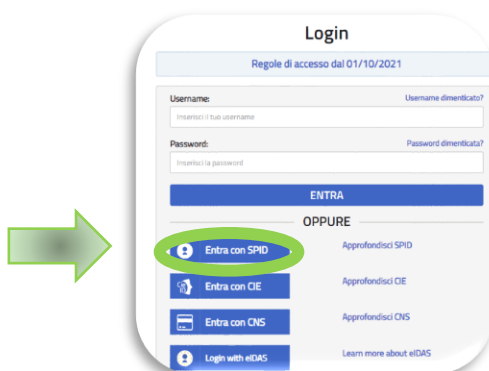 Login
Regole di accesso dal 01/10/2021
Username: Username dimenticato?
Inserisci il tuo username
Password: Password dimenticata?
Inserisci la password
ENTRA
OPPURE
Entra con SPID Approfondisci SPID
Entra con CIE Approfondisci CIE
Entra con CNS Approfondisci CNS
Login with eIDAS Learn more about eIDAS